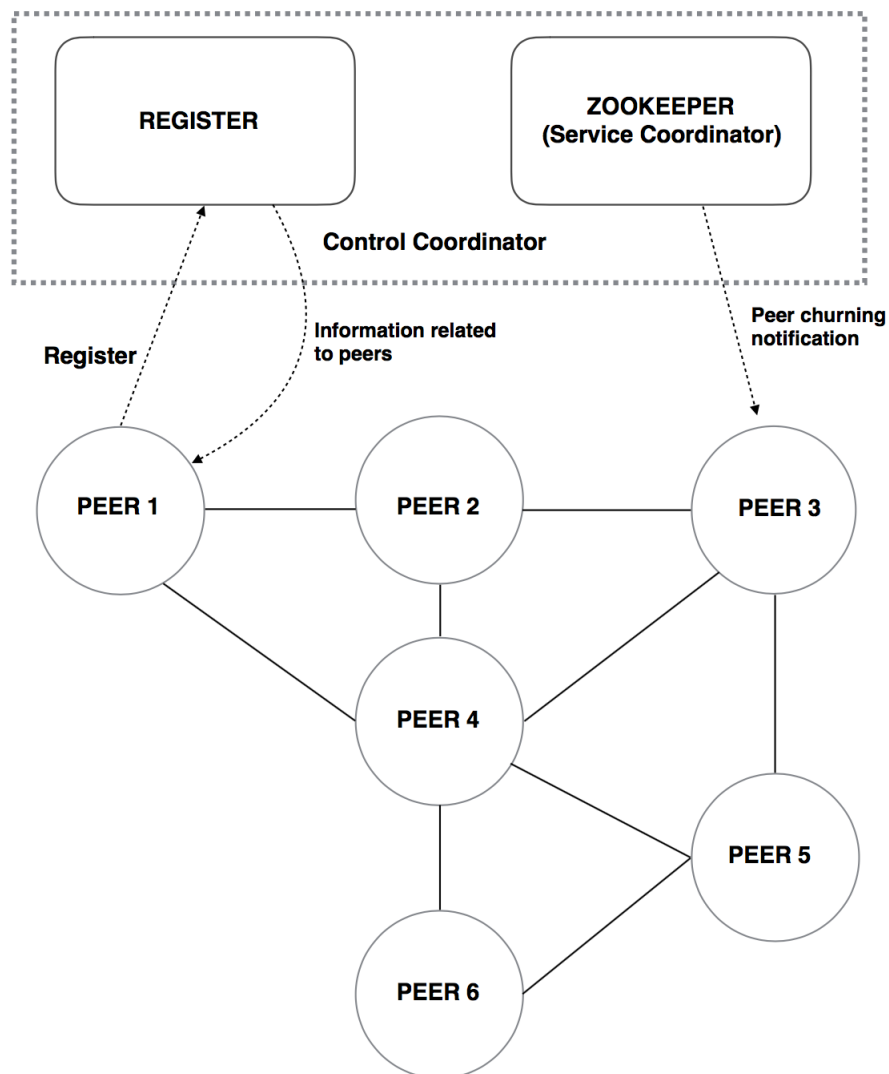 REGISTER
ZOOKEEPER
(Service Coordinator)
Control Coordinator
Register
Information related
to peers
Peer churning
notification
PEER 1
PEER 2
PEER 3
PEER 4
PEER 5
PEER 6